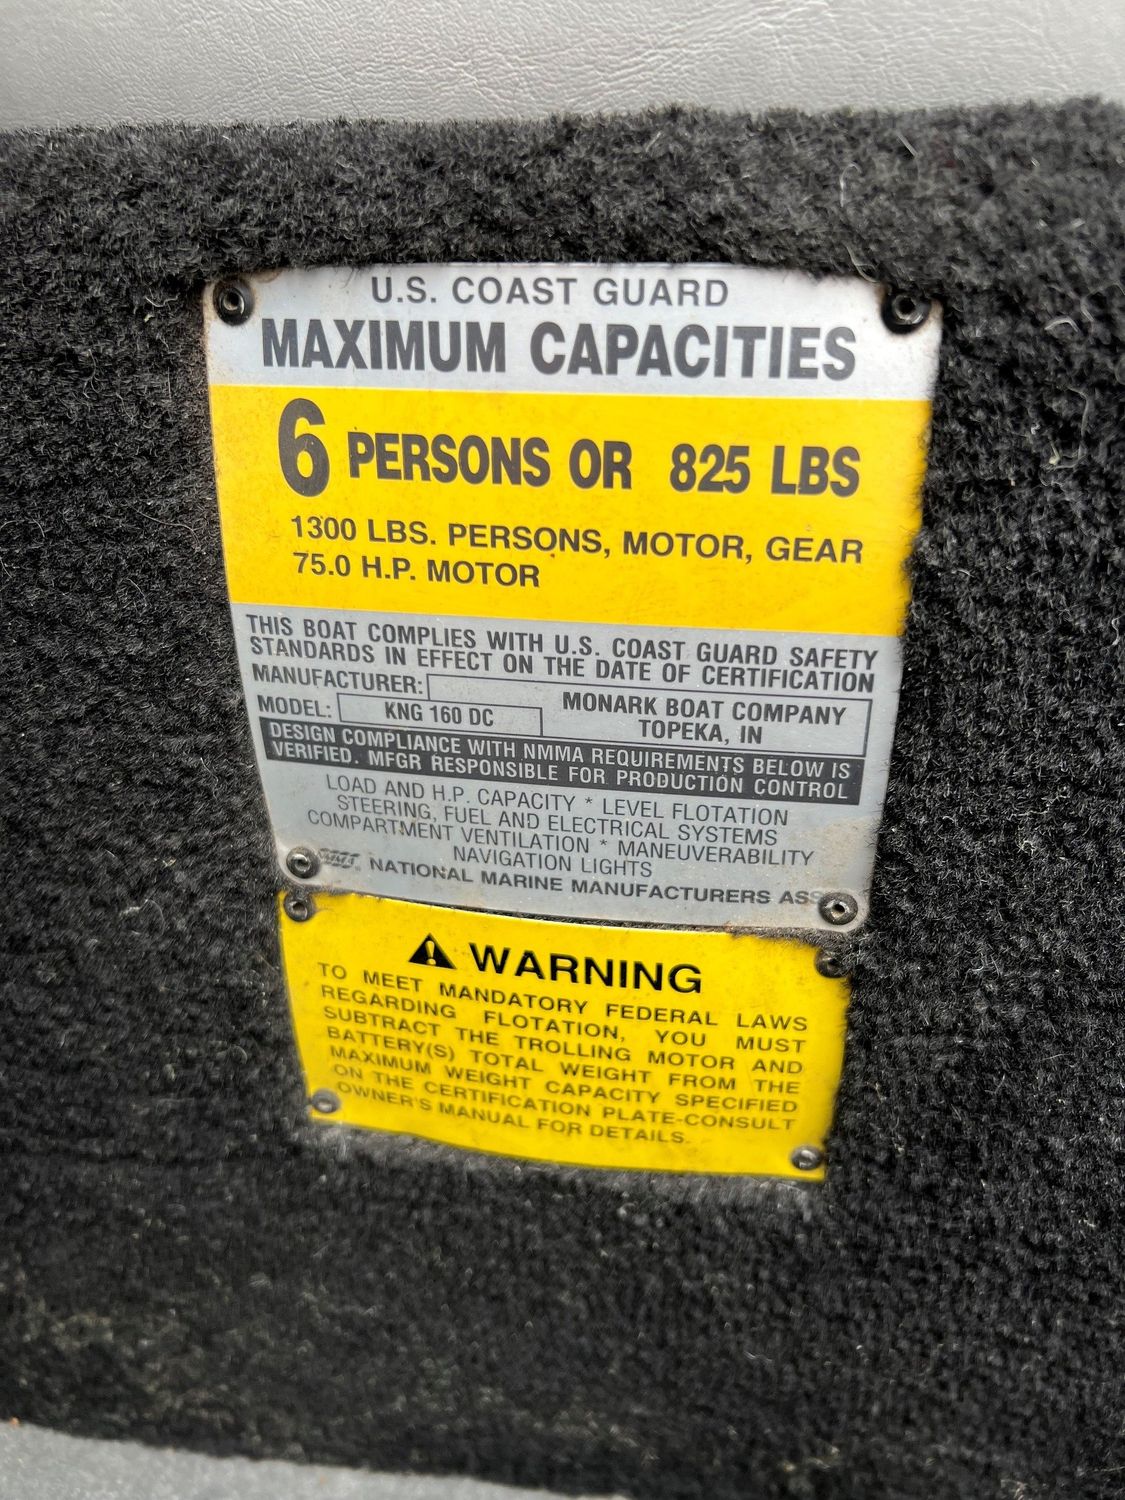 U.S. COAST GUARD
MAXIMUM CAPACITIES
6 PERSONS OR 825 LBS
1300 LBS. PERSONS, MOTOR, GEAR
75.0 H.P. MOTOR
THIS BOAT COMPLIES WITH U.S. COAST GUARD SAFETY
STANDARDS IN EFFECT ON THE DATE OF CERTIFICATION
MANUFACTURER: MONARK BOAT COMPANY
MODEL: KNG 160 DC TOPEKA, IN
DESIGN COMPLIANCE WITH NMMA REQUIREMENTS BELOW IS
VERIFIED. MFGR RESPONSIBLE FOR PRODUCTION CONTROL
LOAD AND H.P. CAPACITY * LEVEL FLOTATION
STEERING, FUEL AND ELECTRICAL SYSTEMS
COMPARTMENT VENTILATION * MANEUVERABILITY
NAVIGATION LIGHTS
NATIONAL MARINE MANUFACTURERS
WARNING
TO MEET MANDATORY FEDERAL LAWS
REGARDING FLOTATION, YOU MUST
SUBTRACT THE TROLLING MOTOR AND
BATTERY(S) TOTAL WEIGHT FROM THE
MAXIMUM WEIGHT CAPACITY SPECIFIED
ON THE CERTIFICATION PLATE-CONSULT
OWNER'S MANUAL FOR DETAILS.